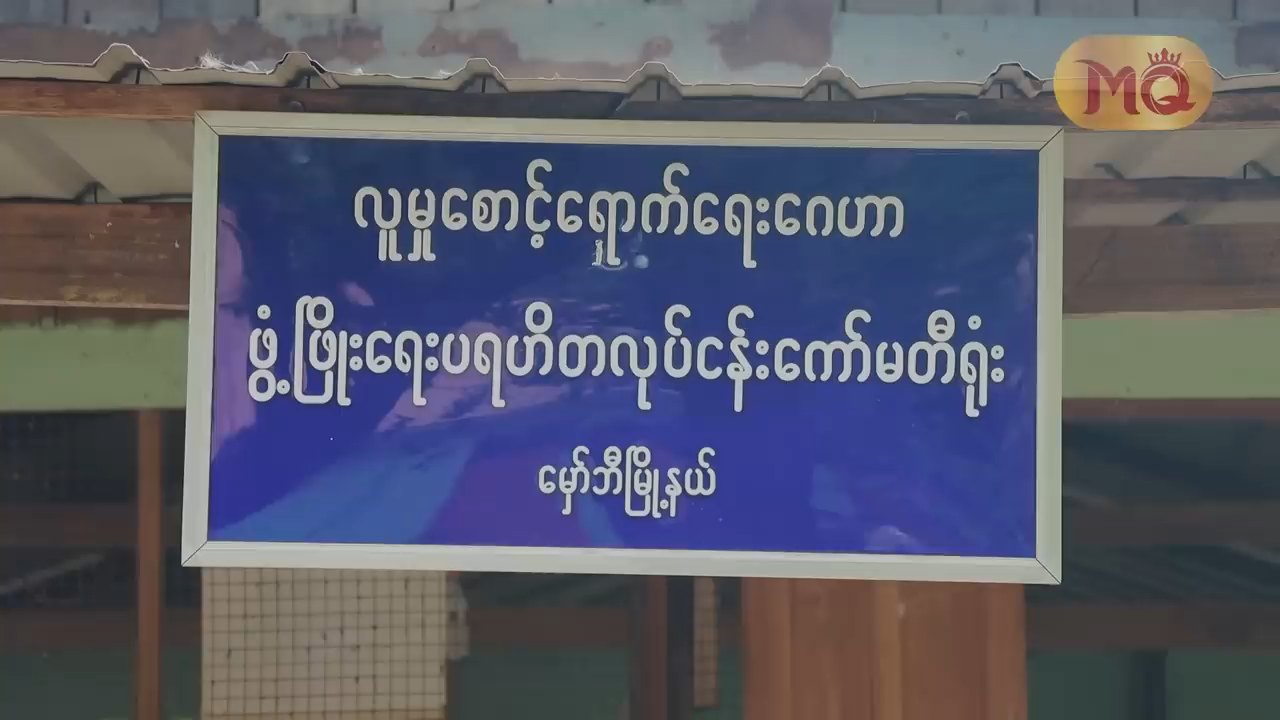 MQ
လူမှုစောင့်ရှောက်ရေးဂေဟာ
ဖွံ့ဖြိုးရေးပရဟိတလုပ်ငန်းကော်မတီရုံး
မှော်ဘီမြို့နယ်